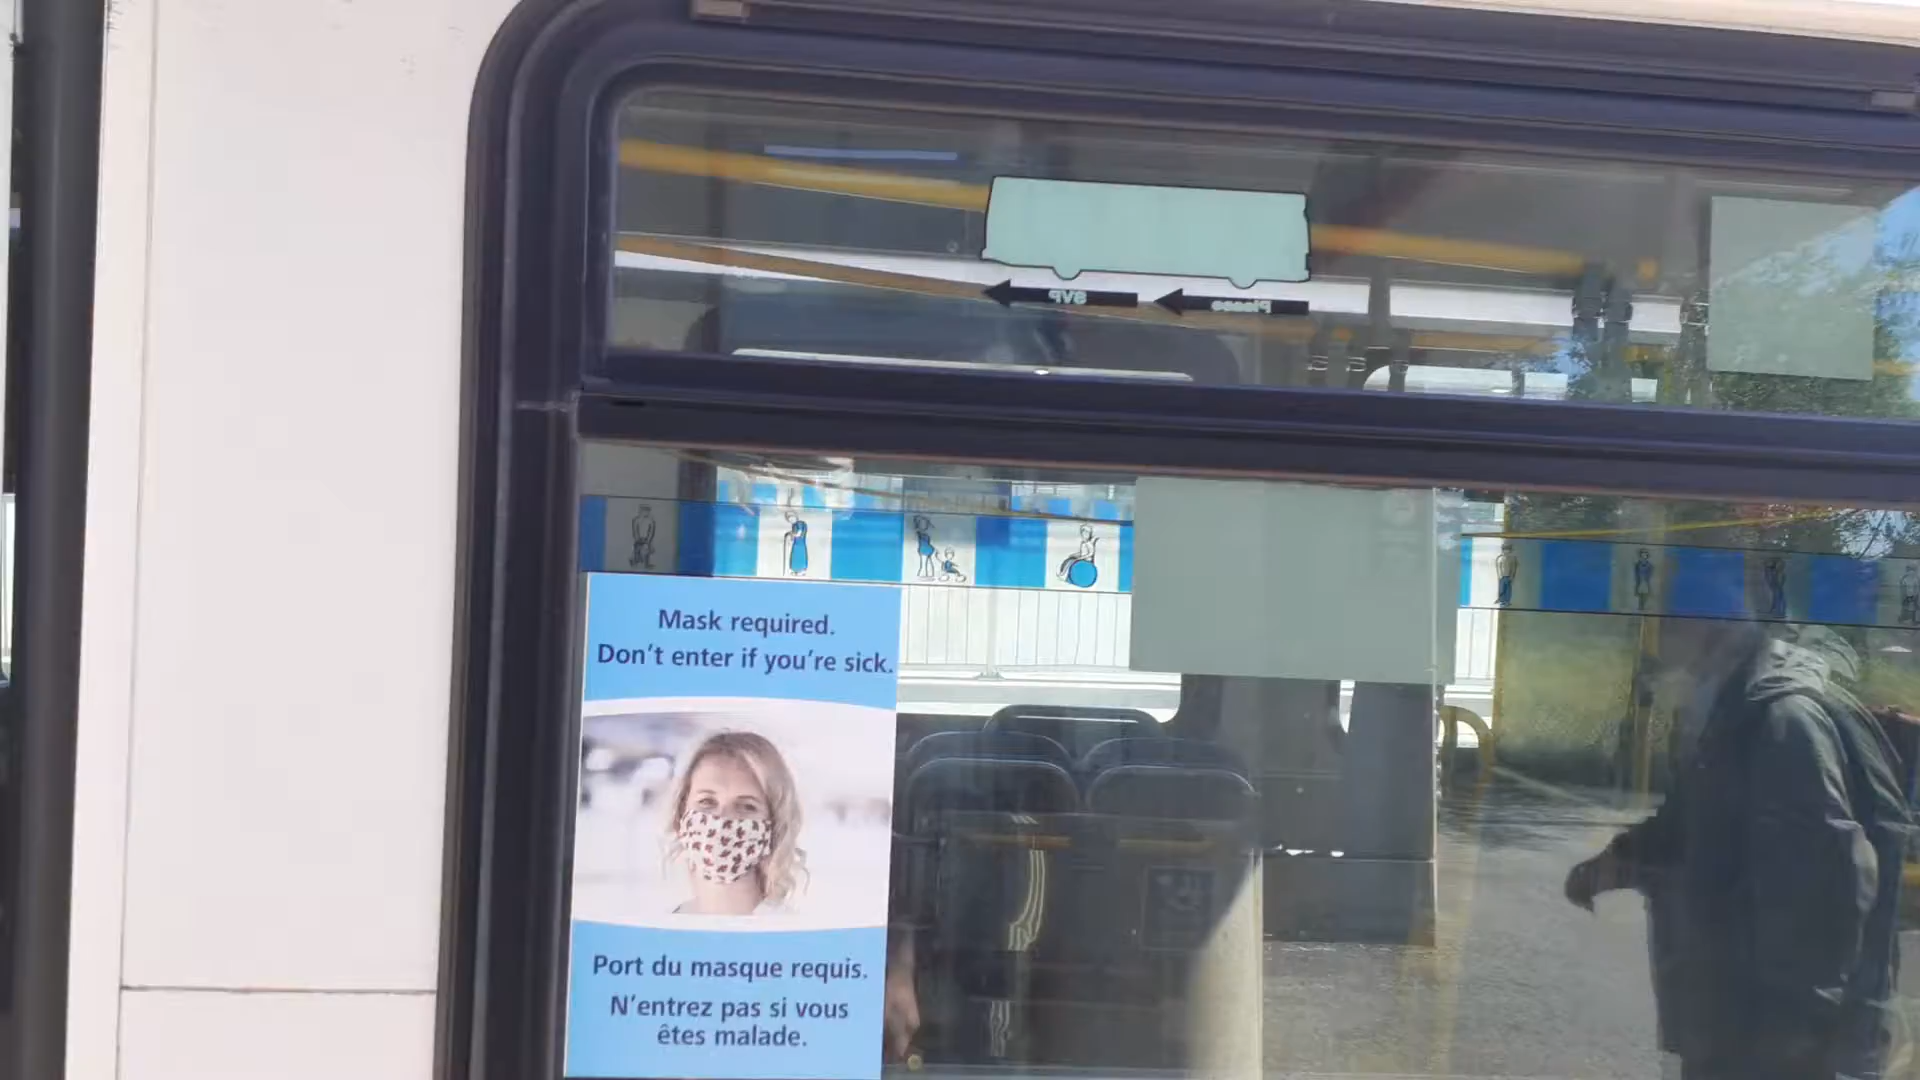 SVP Please
Mask required.
Don't enter if you're sick.
Port du masque requis.
N'entrez pas si vous
êtes malade.